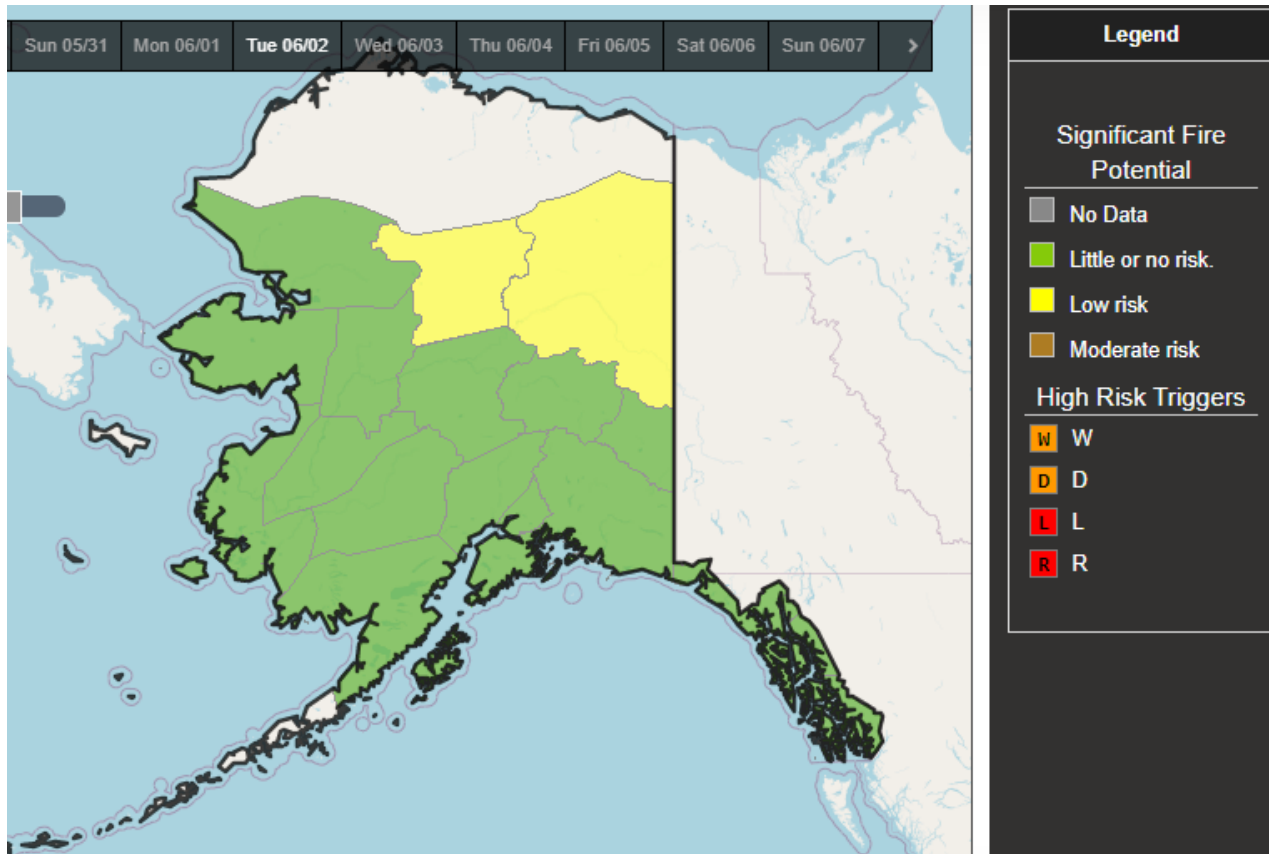 Sun 05/31 Mon 06/01 Tue 06/02 Wed 06/03 Thu 06/04 Fri 06/05 Sat 06/06 Sun 06/07 >
Legend
Significant Fire
Potential
No Data
Little or no risk.
Low risk
Moderate risk
High Risk Triggers
W W
D D
L L
R R